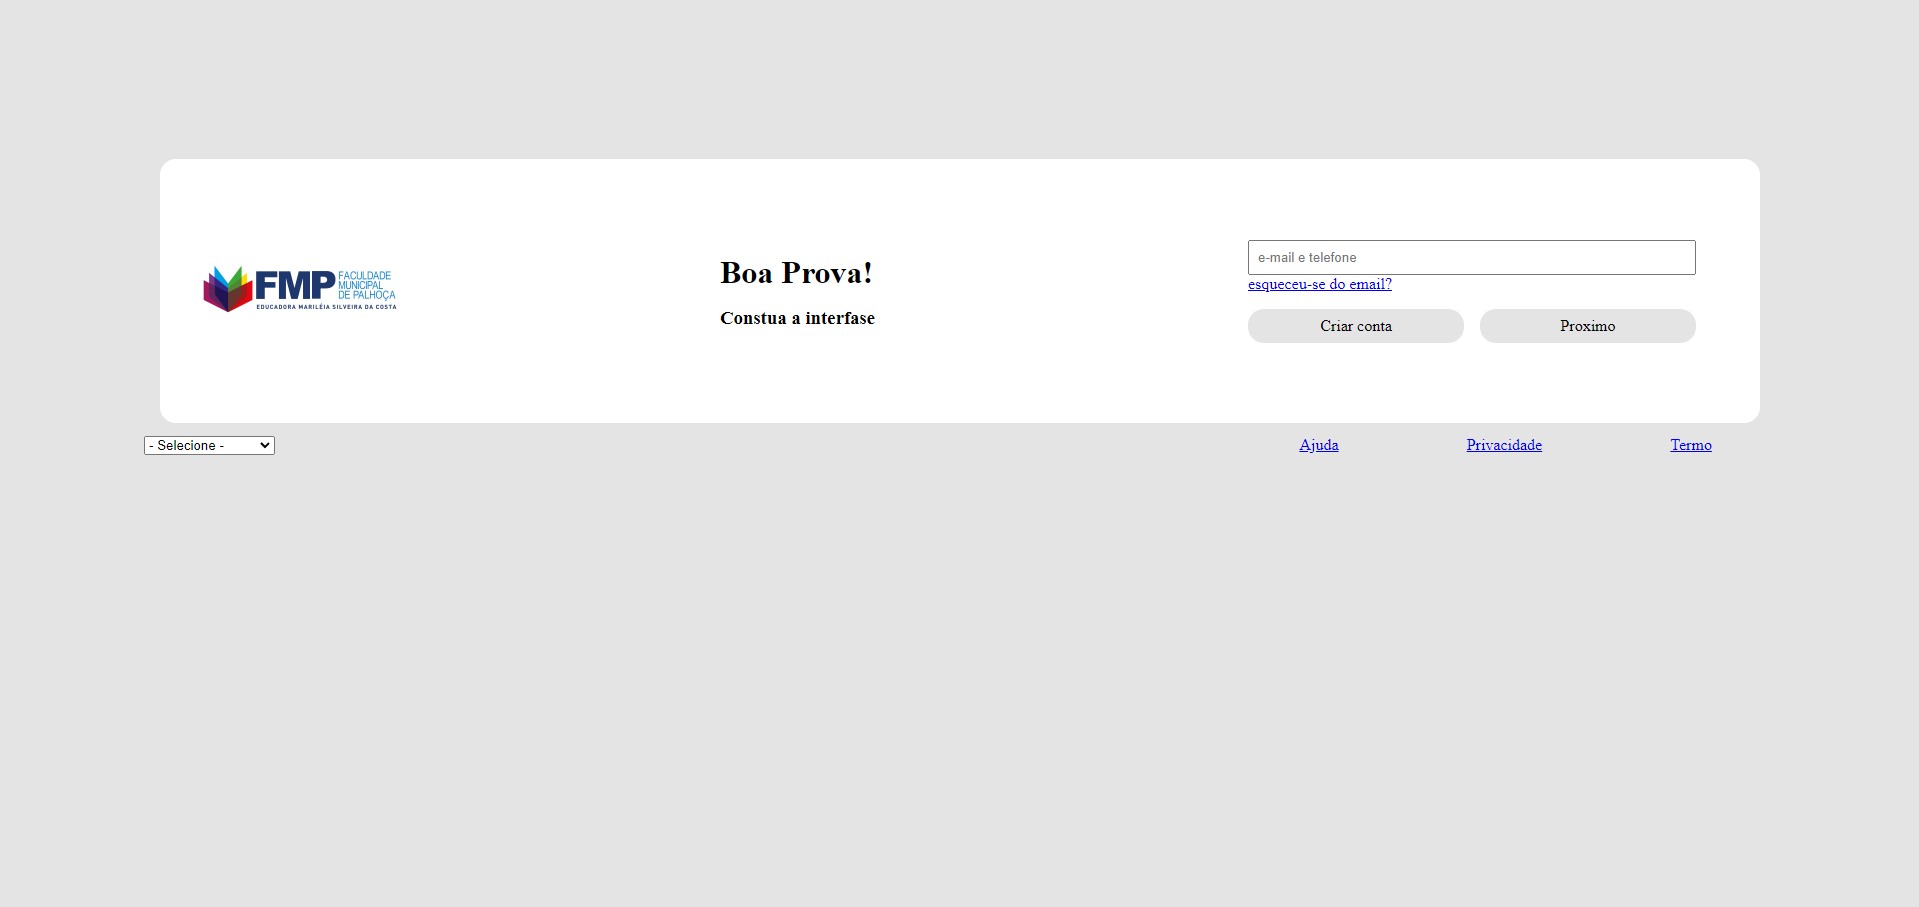 FMP
FACULDADE
MUNICIPAL
DE PALHOÇA
EDUCADORA MARILÉIA SILVEIRA DA COSTA
Boa Prova!
Constua a interfase
e-mail e telefone
esqueceu-se do email?
Criar conta
Proximo
- Selecione -
Ajuda
Privacidade
Termo